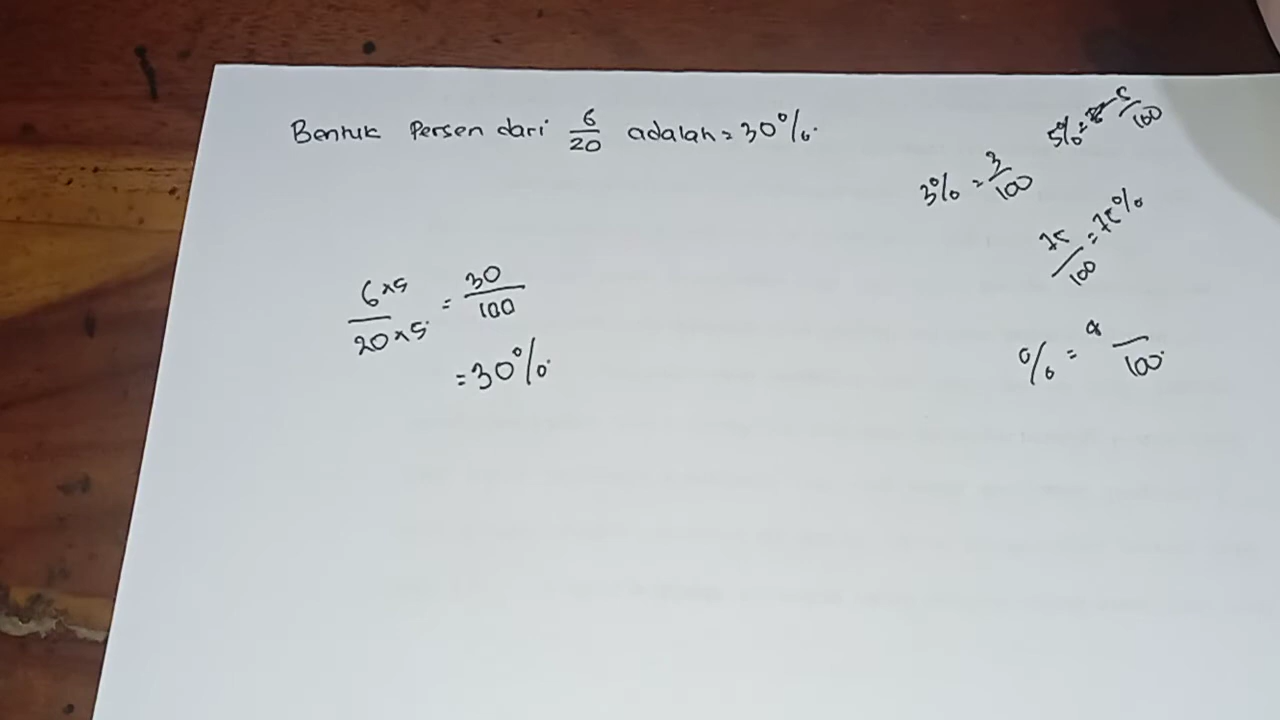 Bentuk Persen dari 6/20 adalah = 30%.
6×5/20×5. = 30/100
= 30%.
5% = 5/100
3% = 3/100
75/100 = 75%
% = /100.